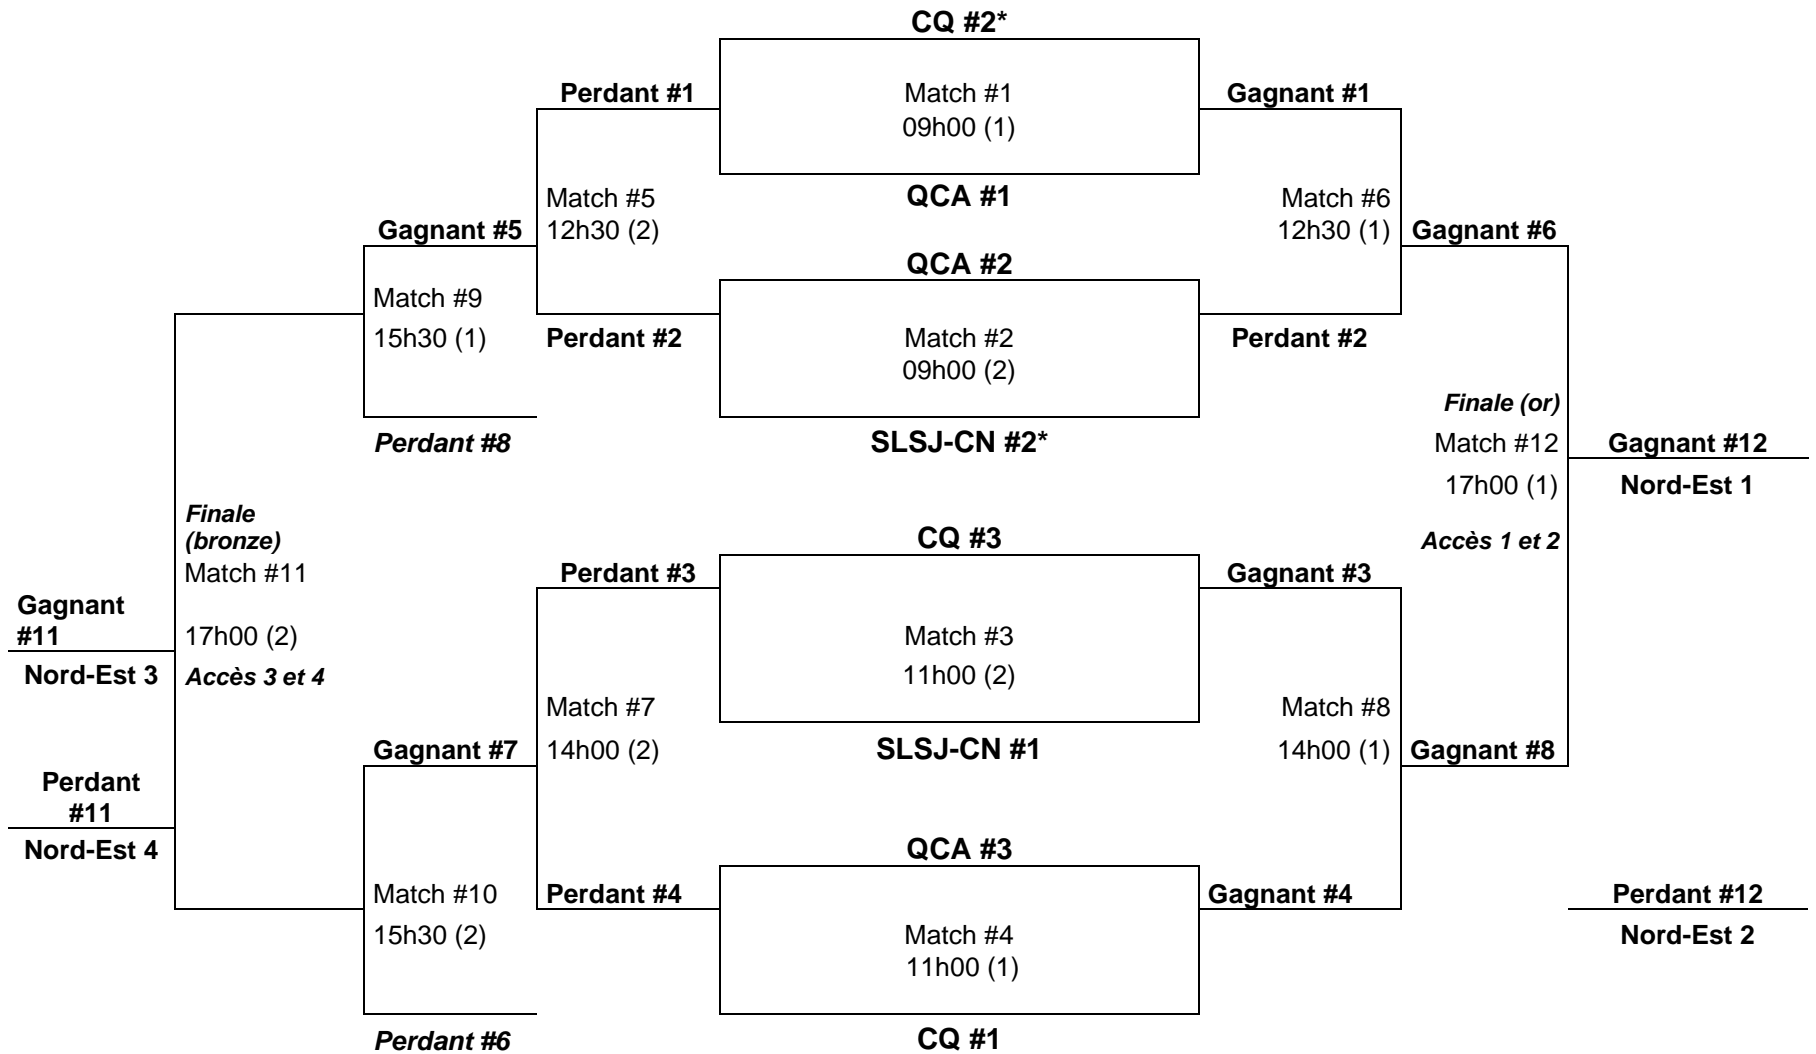 CQ #2*
Perdant #1
Match #1
Gagnant #1
09h00 (1)
Match #5
QCA #1
Match #6
Gagnant #5
12h30 (2)
12h30 (1)
Gagnant #6
QCA #2
Match #9
15h30 (1)
Perdant #2
Match #2
Perdant #2
09h00 (2)
Finale (or)
Perdant #8
SLSJ-CN #2*
Match #12
Gagnant #12
17h00 (1)
Nord-Est 1
Finale
(bronze)
CQ #3
Accès 1 et 2
Match #11
Perdant #3
Gagnant #3
Gagnant
#11
17h00 (2)
Match #3
Nord-Est 3
Accès 3 et 4
11h00 (2)
Match #7
Match #8
Gagnant #7
14h00 (2)
SLSJ-CN #1
14h00 (1)
Gagnant #8
Perdant
#11
Nord-Est 4
QCA #3
Match #10
Perdant #4
Gagnant #4
Perdant #12
15h30 (2)
Match #4
Nord-Est 2
11h00 (1)
Perdant #6
CQ #1